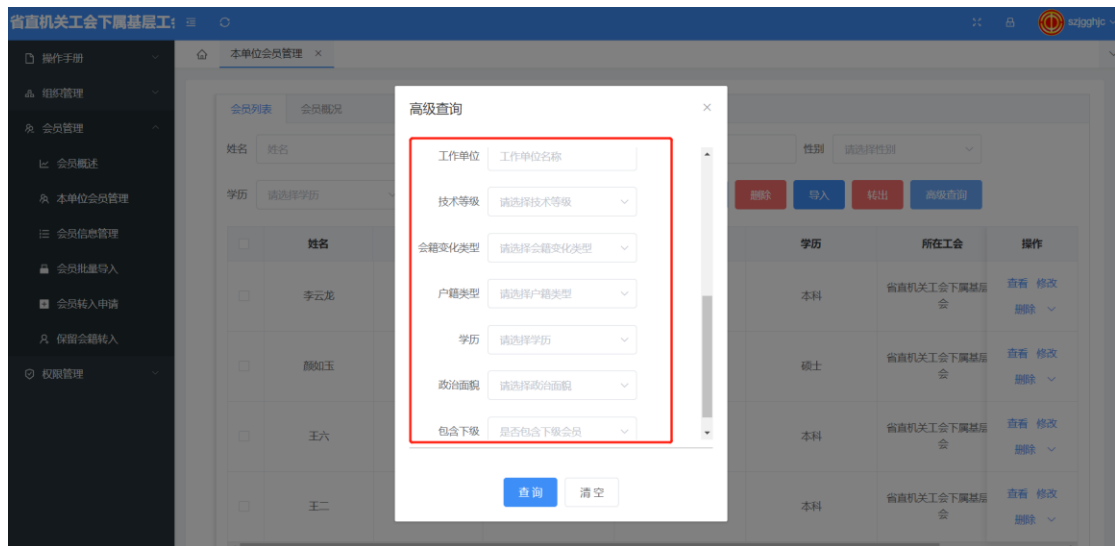 省直机关工会下属基层工会
szjgghjc
操作手册
组织管理
会员管理
会员概述
本单位会员管理
会员信息管理
会员批量导入
会员转入申请
保留会籍转入
权限管理
本单位会员管理 ×
会员列表 会员概况
姓名 姓名 性别 请选择性别
学历 请选择学历 删除 导入 转出 高级查询
姓名 学历 所在工会 操作
李云龙 本科 省直机关工会下属基层
会
查看 修改
删除
颜如玉 硕士 省直机关工会下属基层
会
查看 修改
删除
王六 本科 省直机关工会下属基层
会
查看 修改
删除
王二 本科 省直机关工会下属基层
会
查看 修改
删除
高级查询 ×
工作单位 工作单位名称
技术等级 请选择技术等级
会籍变化类型 请选择会籍变化类型
户籍类型 请选择户籍类型
学历 请选择学历
政治面貌 请选择政治面貌
包含下级 是否包含下级会员
查询 清空